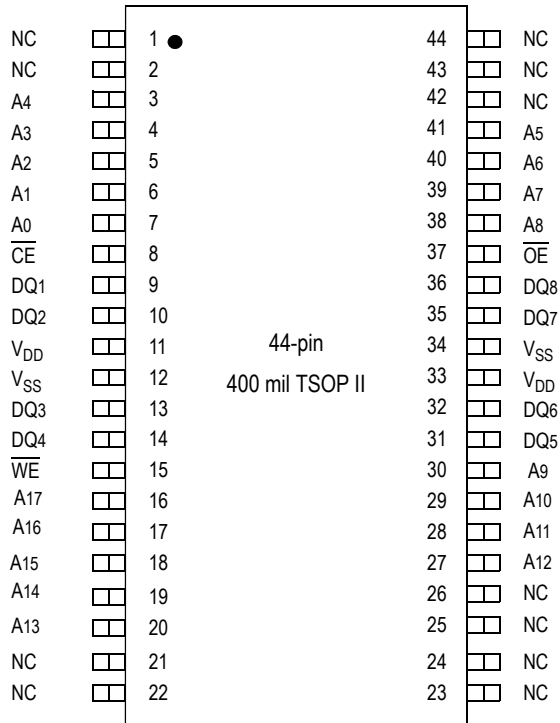 NC 1 44 NC
NC 2 43 NC
A4 3 42 NC
A3 4 41 A5
A2 5 40 A6
A1 6 39 A7
A0 7 38 A8
CE 8 37 OE
DQ1 9 36 DQ8
DQ2 10 35 DQ7
VDD 11 44-pin 34 VSS
VSS 12 400 mil TSOP II 33 VDD
DQ3 13 32 DQ6
DQ4 14 31 DQ5
WE 15 30 A9
A17 16 29 A10
A16 17 28 A11
A15 18 27 A12
A14 19 26 NC
A13 20 25 NC
NC 21 24 NC
NC 22 23 NC